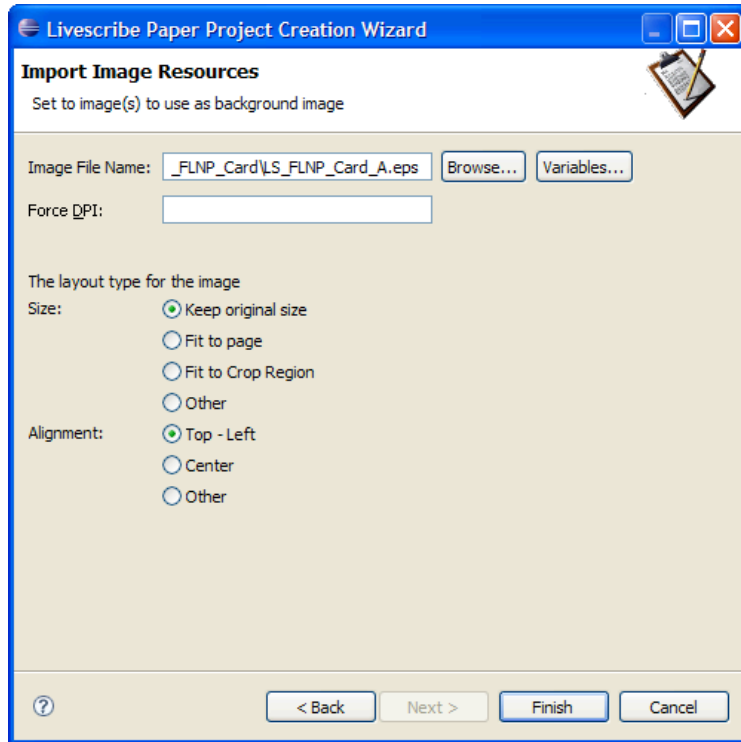 Livescribe Paper Project Creation Wizard
Import Image Resources
Set to image(s) to use as background image
Image File Name: _FLNP_Card\LS_FLNP_Card_A.eps Browse... Variables...
Force DPI:
The layout type for the image
Size: Keep original size
Fit to page
Fit to Crop Region
Other
Alignment: Top - Left
Center
Other
? < Back Next > Finish Cancel